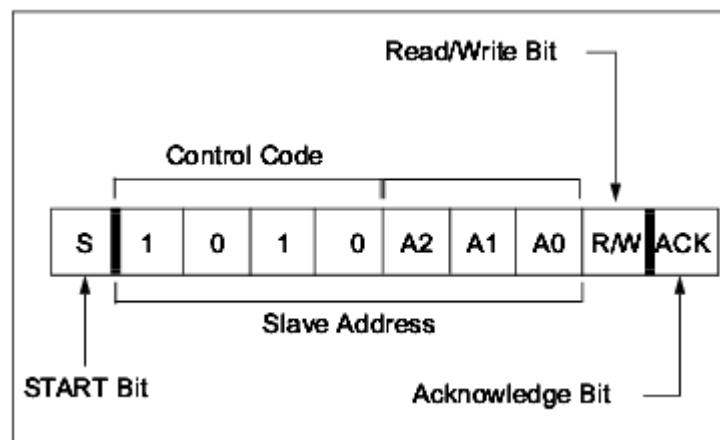 Read/Write Bit
Control Code
S 1 0 1 0 A2 A1 A0 R/W ACK
Slave Address
START Bit
Acknowledge Bit